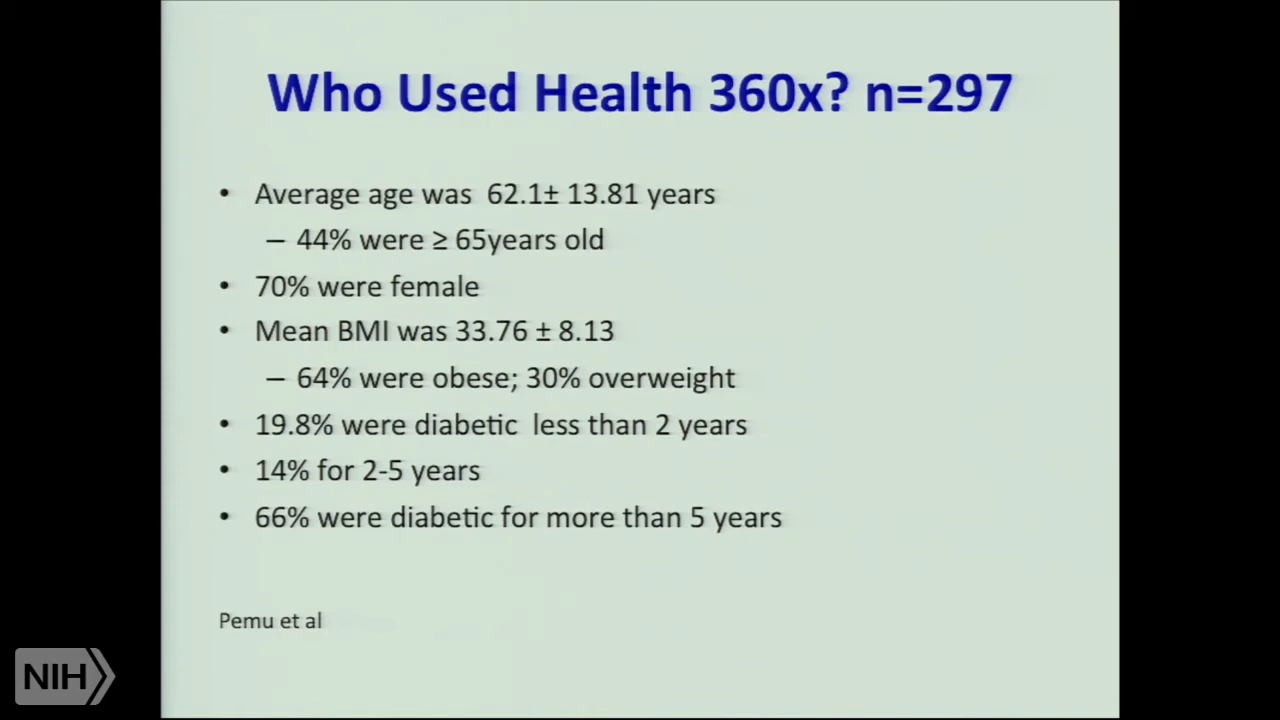 Who Used Health 360x? n=297
• Average age was 62.1± 13.81 years
– 44% were ≥ 65years old
• 70% were female
• Mean BMI was 33.76 ± 8.13
– 64% were obese; 30% overweight
• 19.8% were diabetic less than 2 years
• 14% for 2-5 years
• 66% were diabetic for more than 5 years
Pemu et al
NIH